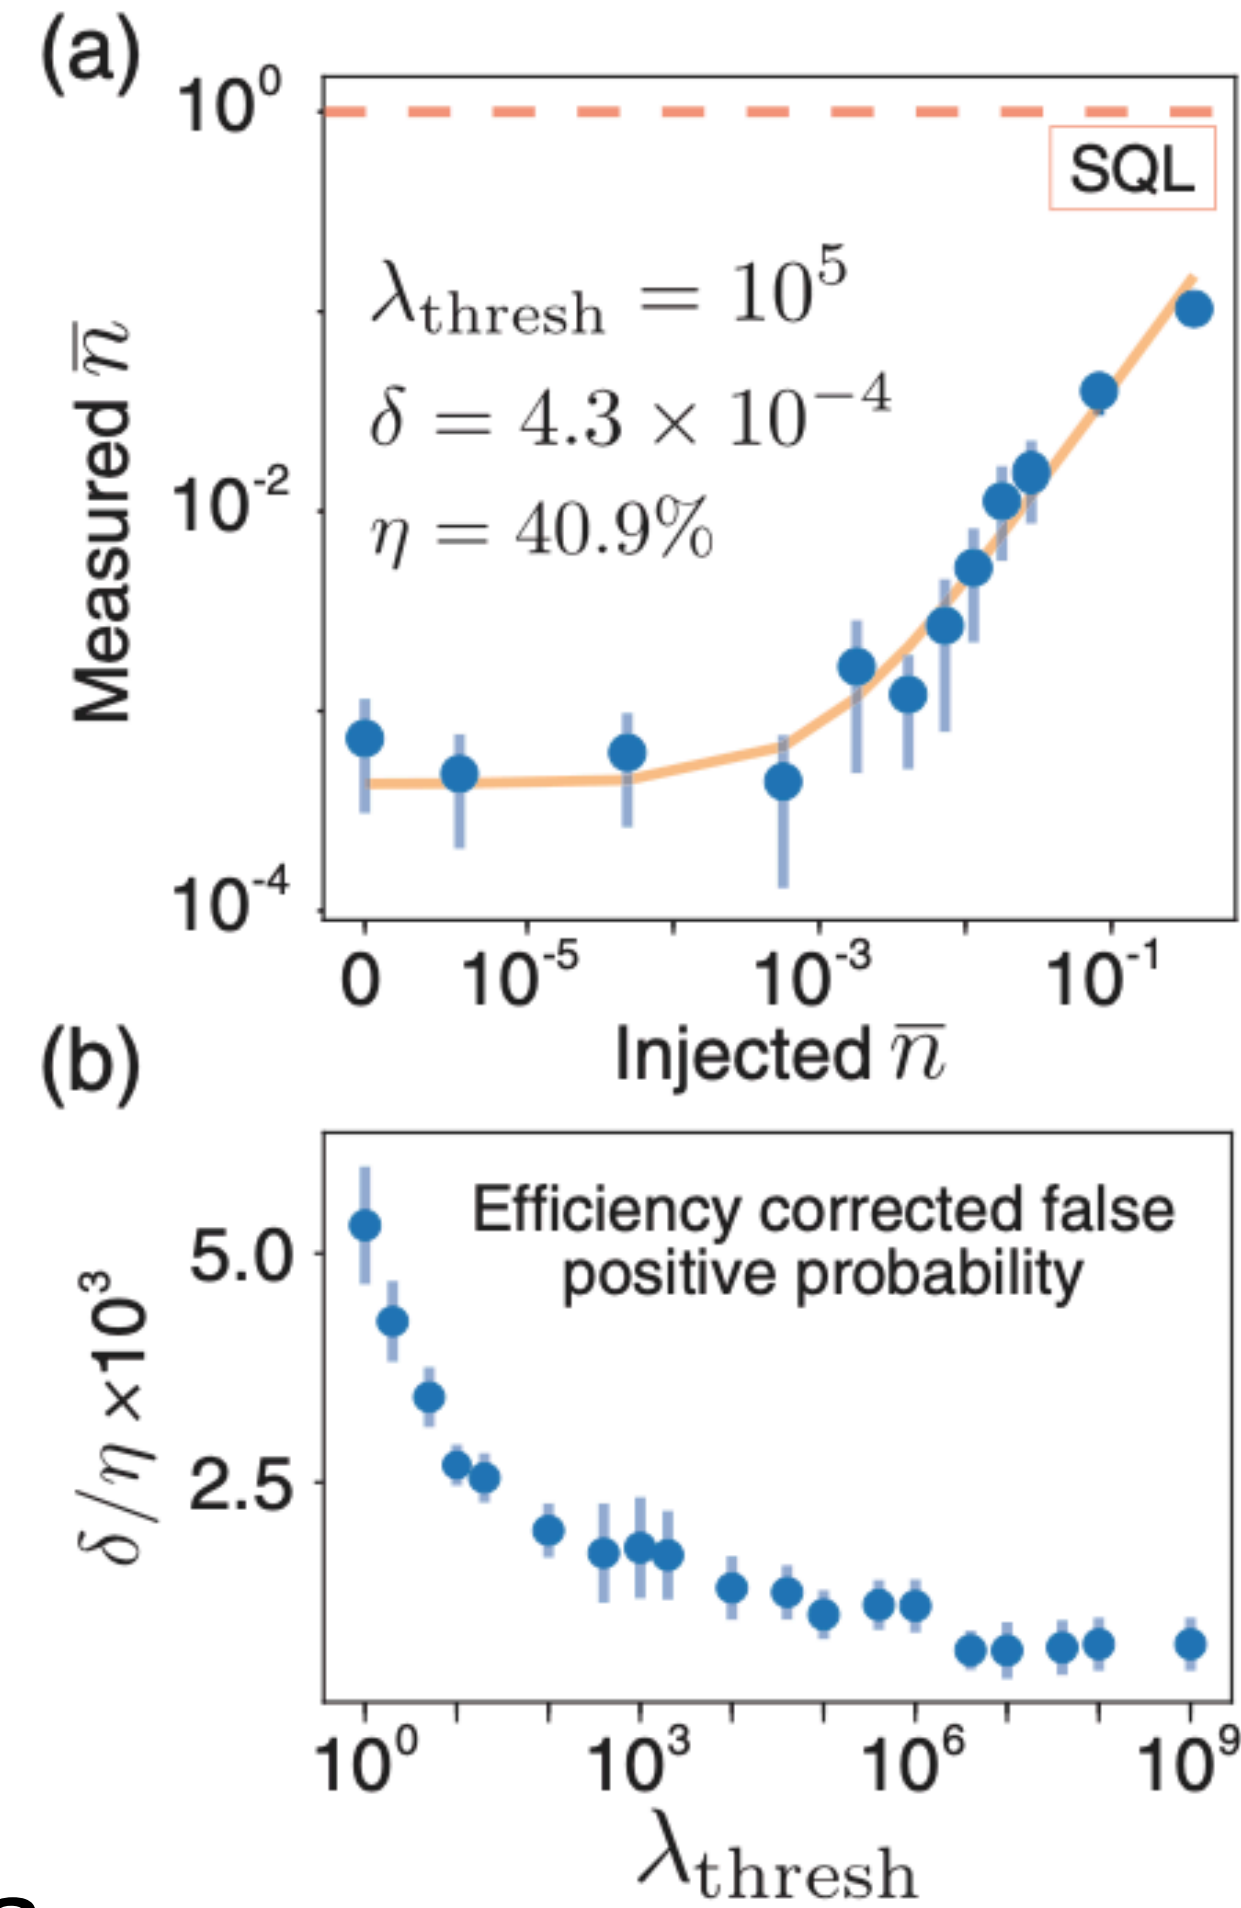 (a)
10⁰
SQL
λ_thresh = 10⁵
δ = 4.3 × 10⁻⁴
η = 40.9%
Measured n̅
10⁻²
10⁻⁴
0 10⁻⁵ 10⁻³ 10⁻¹
Injected n̅
(b)
Efficiency corrected false
positive probability
5.0
2.5
δ/η ×10³
10⁰ 10³ 10⁶ 10⁹
λ_thresh